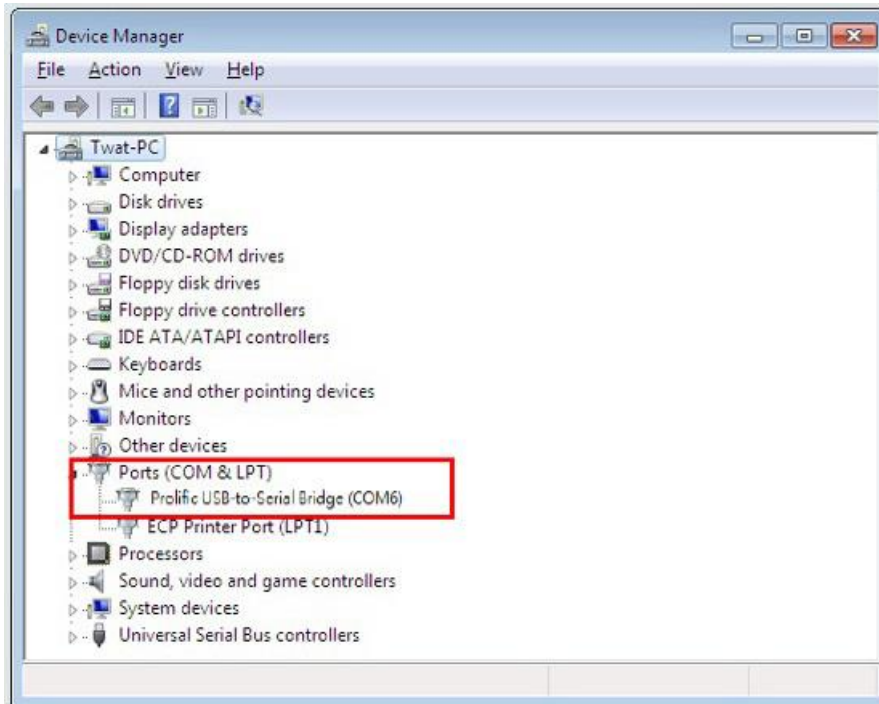 Device Manager
File Action View Help
Twat-PC
Computer
Disk drives
Display adapters
DVD/CD-ROM drives
Floppy disk drives
Floppy drive controllers
IDE ATA/ATAPI controllers
Keyboards
Mice and other pointing devices
Monitors
Other devices
Ports (COM & LPT)
Prolific USB-to-Serial Bridge (COM6)
ECP Printer Port (LPT1)
Processors
Sound, video and game controllers
System devices
Universal Serial Bus controllers